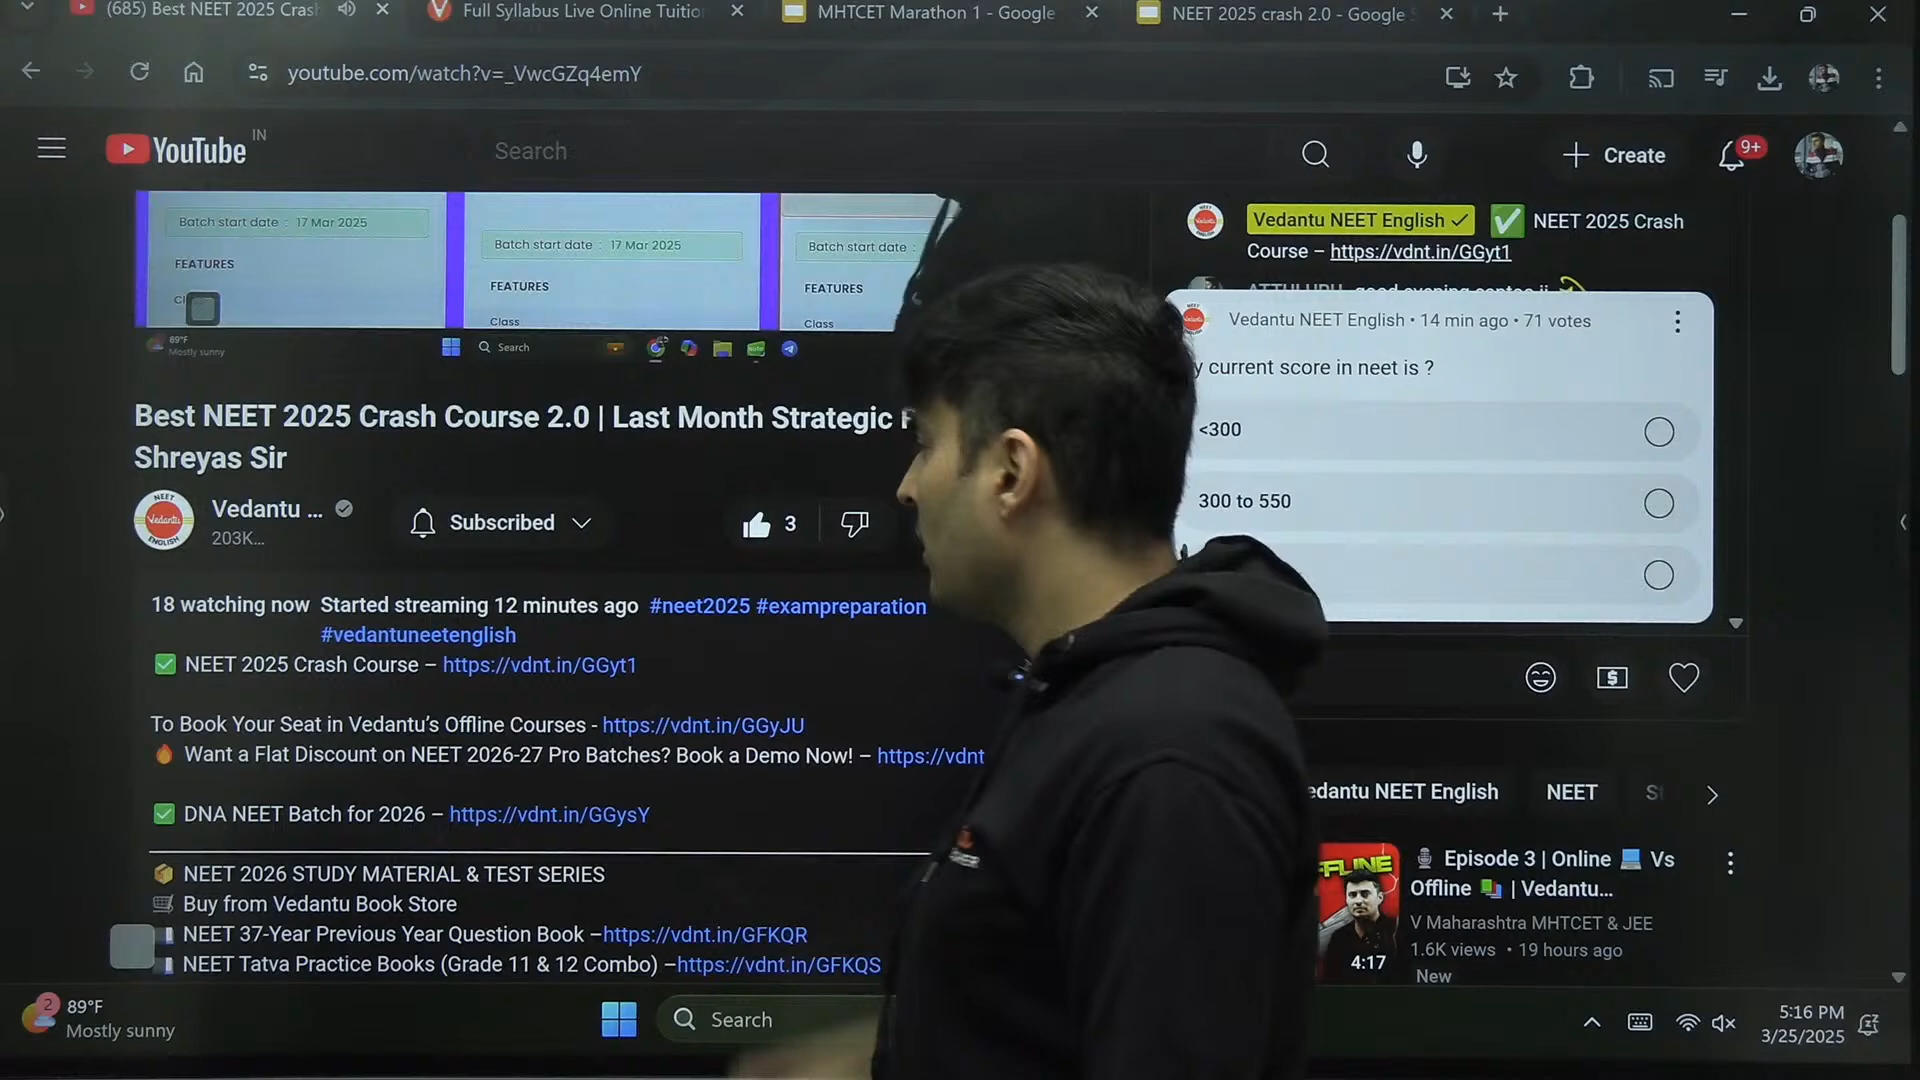 (685) Best NEET 2025 Crash
Full Syllabus Live Online Tuitio
MHTCET Marathon 1 - Google
NEET 2025 crash 2.0 - Google S
youtube.com/watch?v=_VwcGZq4emY
YouTube IN
Search
Create
9+
Batch start date : 17 Mar 2025
FEATURES
Batch start date : 17 Mar 2025
FEATURES
Class
Batch start date :
FEATURES
Class
89°F
Mostly sunny
Search
Vedantu NEET English ✓ ✅ NEET 2025 Crash
Course – https://vdnt.in/GGyt1
Vedantu NEET English • 14 min ago • 71 votes
y current score in neet is ?
<300
300 to 550
Best NEET 2025 Crash Course 2.0 | Last Month Strategic
Shreyas Sir
NEET
Vedantu
ENGLISH
Vedantu ...
203K...
Subscribed
3
18 watching now Started streaming 12 minutes ago #neet2025 #exampreparation
#vedantuneetenglish
✅ NEET 2025 Crash Course – https://vdnt.in/GGyt1
To Book Your Seat in Vedantu’s Offline Courses - https://vdnt.in/GGyJU
🔥 Want a Flat Discount on NEET 2026-27 Pro Batches? Book a Demo Now! – https://vdnt
✅ DNA NEET Batch for 2026 – https://vdnt.in/GGysY
📦 NEET 2026 STUDY MATERIAL & TEST SERIES
🛒 Buy from Vedantu Book Store
NEET 37-Year Previous Year Question Book –https://vdnt.in/GFKQR
NEET Tatva Practice Books (Grade 11 & 12 Combo) –https://vdnt.in/GFKQS
edantu NEET English
NEET
FFLINE
4:17
🎙 Episode 3 | Online 💻 Vs
Offline 📗 | Vedantu...
V Maharashtra MHTCET & JEE
1.6K views • 19 hours ago
New
2
89°F
Mostly sunny
Search
5:16 PM
3/25/2025